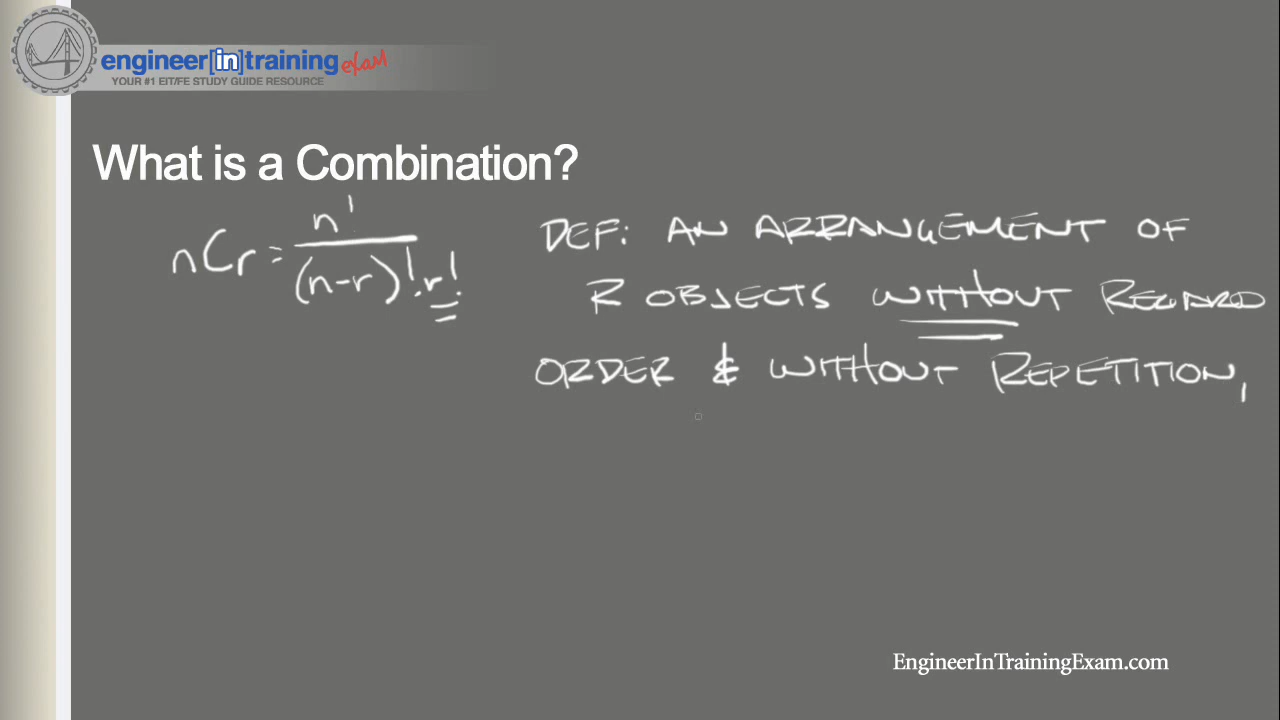 engineer[in]training exam
YOUR #1 EIT/FE STUDY GUIDE RESOURCE
What is a Combination?
nCr = n! / (n-r)! · r!
DEF: AN ARRANGEMENT OF
R OBJECTS WITHOUT REGARD
ORDER & WITHOUT REPETITION,
EngineerInTrainingExam.com